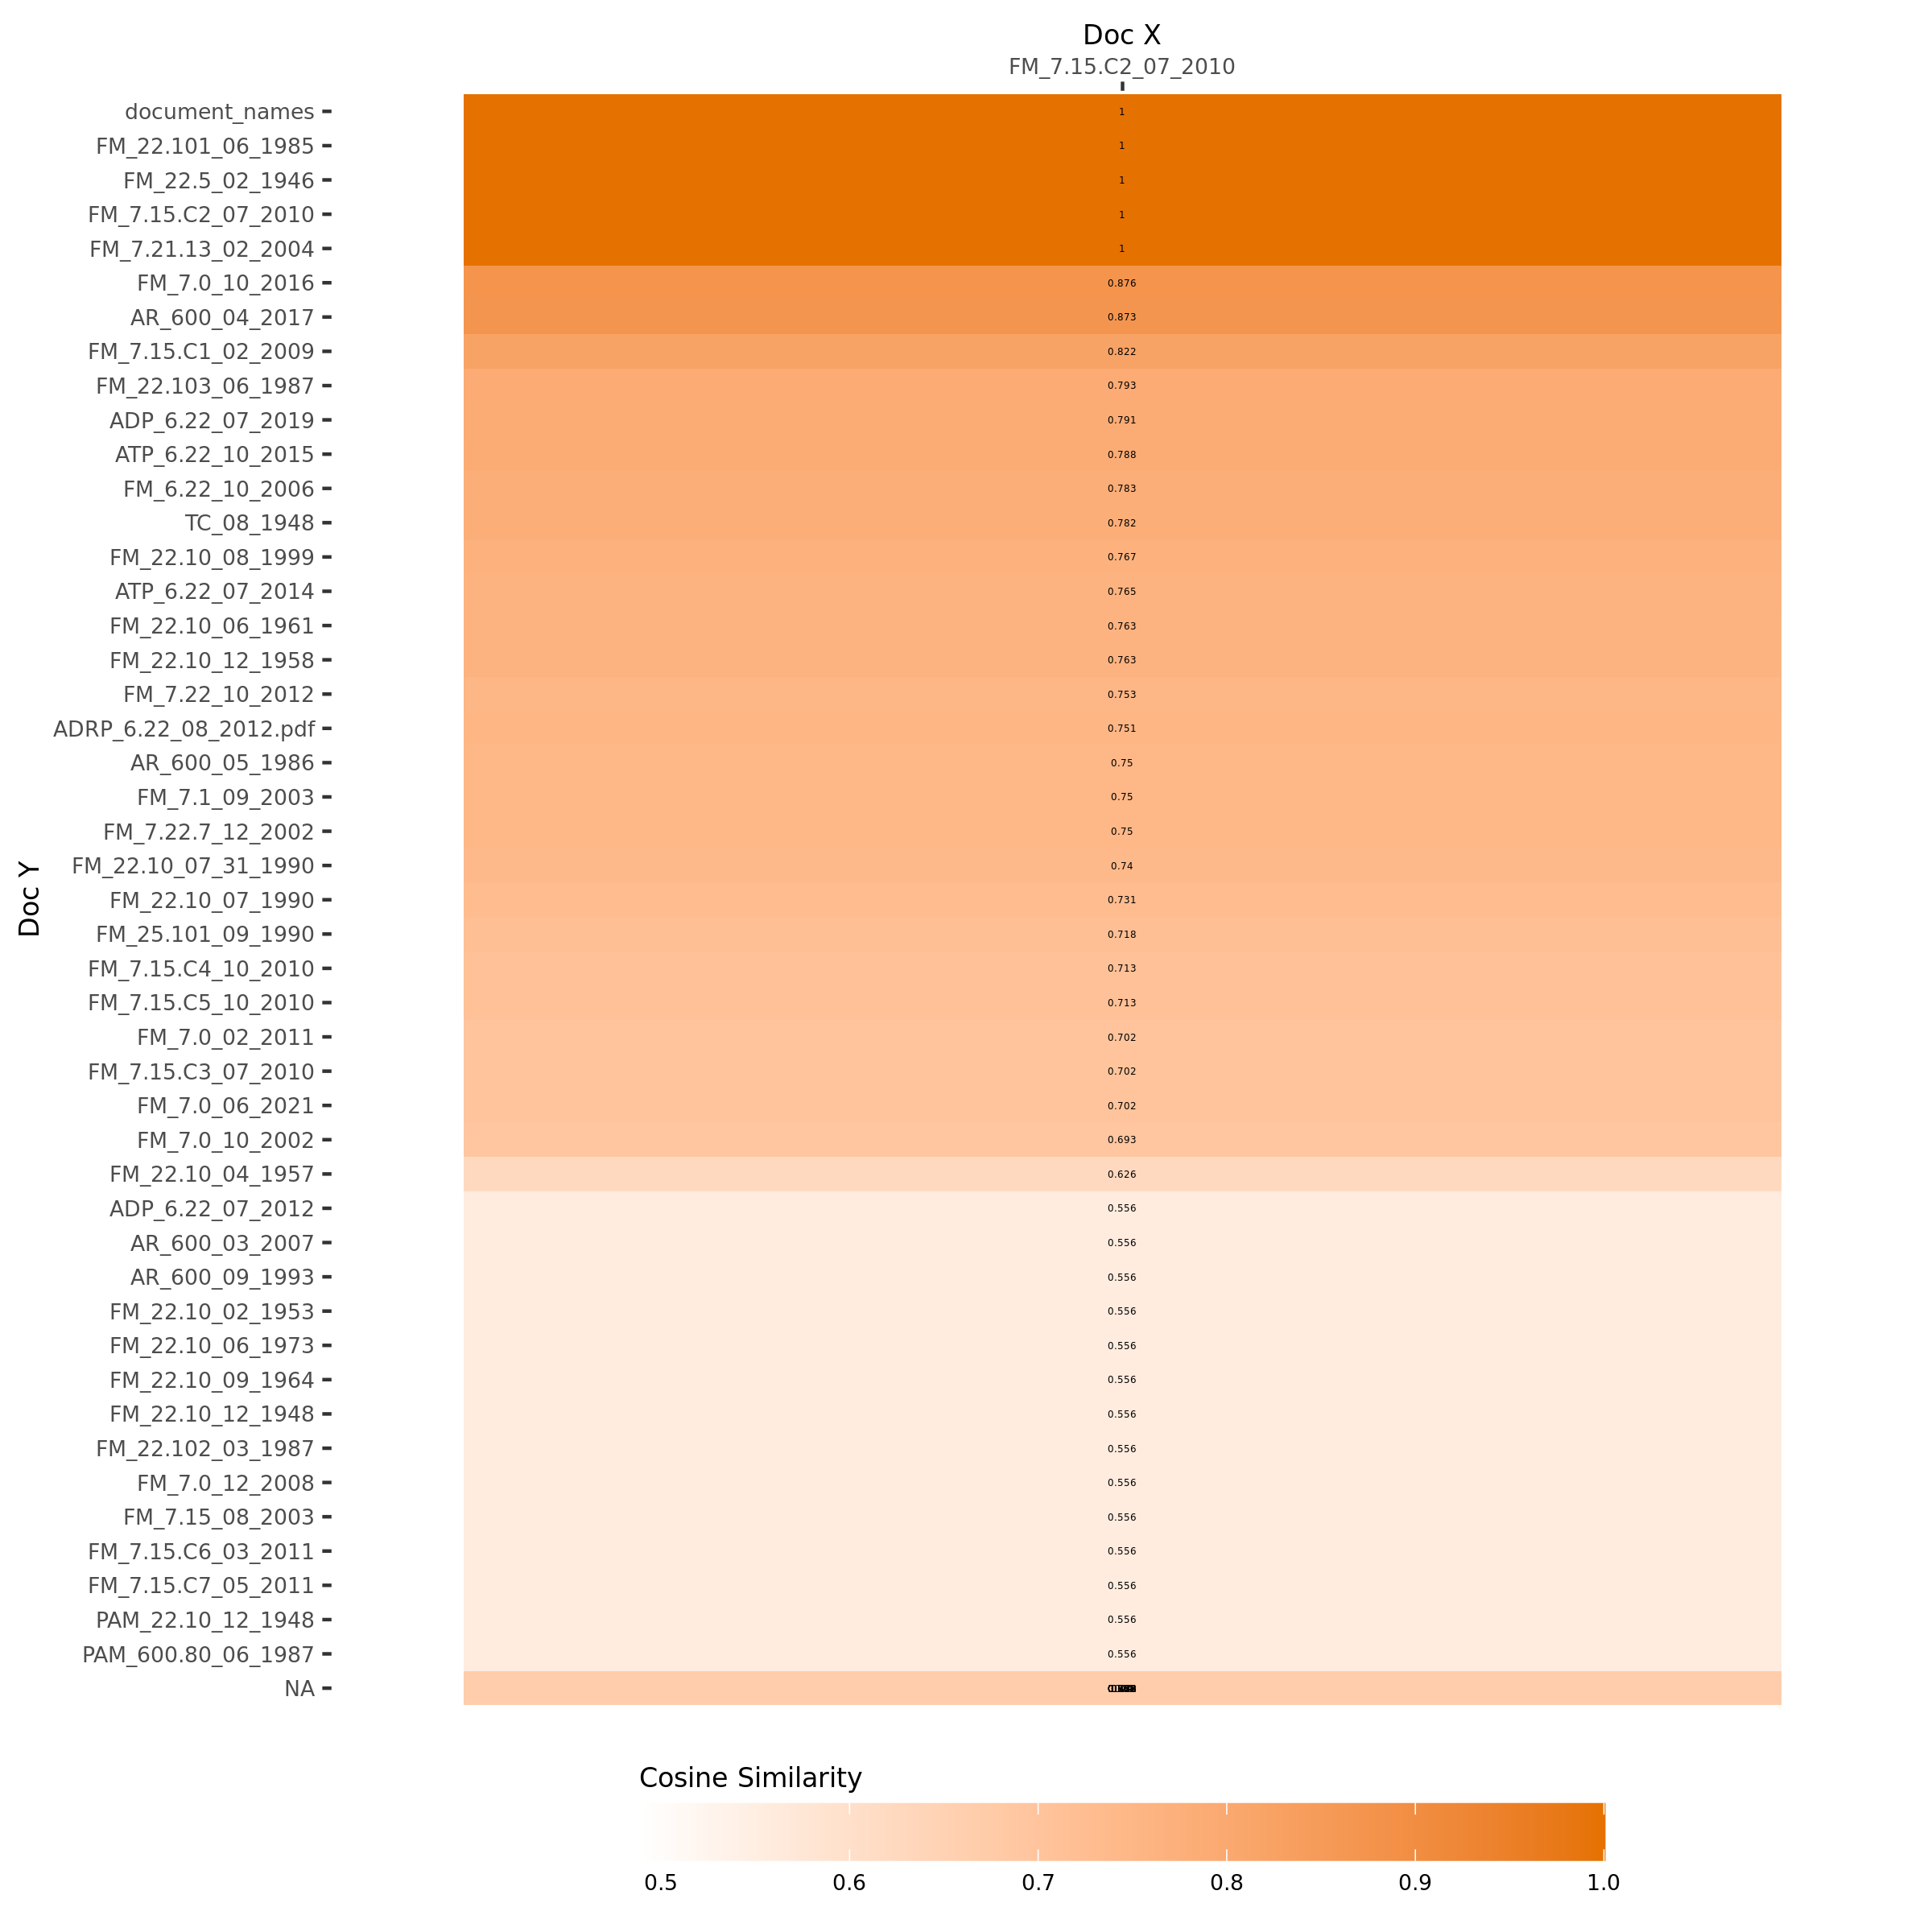 Doc X
FM_7.15.C2_07_2010
document_names 1
FM_22.101_06_1985 1
FM_22.5_02_1946 1
FM_7.15.C2_07_2010 1
FM_7.21.13_02_2004 1
FM_7.0_10_2016 0.876
AR_600_04_2017 0.873
FM_7.15.C1_02_2009 0.822
FM_22.103_06_1987 0.793
ADP_6.22_07_2019 0.791
ATP_6.22_10_2015 0.788
FM_6.22_10_2006 0.783
TC_08_1948 0.782
FM_22.10_08_1999 0.767
ATP_6.22_07_2014 0.765
FM_22.10_06_1961 0.763
FM_22.10_12_1958 0.763
FM_7.22_10_2012 0.753
ADRP_6.22_08_2012.pdf 0.751
AR_600_05_1986 0.75
FM_7.1_09_2003 0.75
FM_7.22.7_12_2002 0.75
FM_22.10_07_31_1990 0.74
FM_22.10_07_1990 0.731
FM_25.101_09_1990 0.718
FM_7.15.C4_10_2010 0.713
FM_7.15.C5_10_2010 0.713
FM_7.0_02_2011 0.702
FM_7.15.C3_07_2010 0.702
FM_7.0_06_2021 0.702
FM_7.0_10_2002 0.693
FM_22.10_04_1957 0.626
ADP_6.22_07_2012 0.556
AR_600_03_2007 0.556
AR_600_09_1993 0.556
FM_22.10_02_1953 0.556
FM_22.10_06_1973 0.556
FM_22.10_09_1964 0.556
FM_22.10_12_1948 0.556
FM_22.102_03_1987 0.556
FM_7.0_12_2008 0.556
FM_7.15_08_2003 0.556
FM_7.15.C6_03_2011 0.556
FM_7.15.C7_05_2011 0.556
PAM_22.10_12_1948 0.556
PAM_600.80_06_1987 0.556
NA
Doc Y
Cosine Similarity
0.5 0.6 0.7 0.8 0.9 1.0